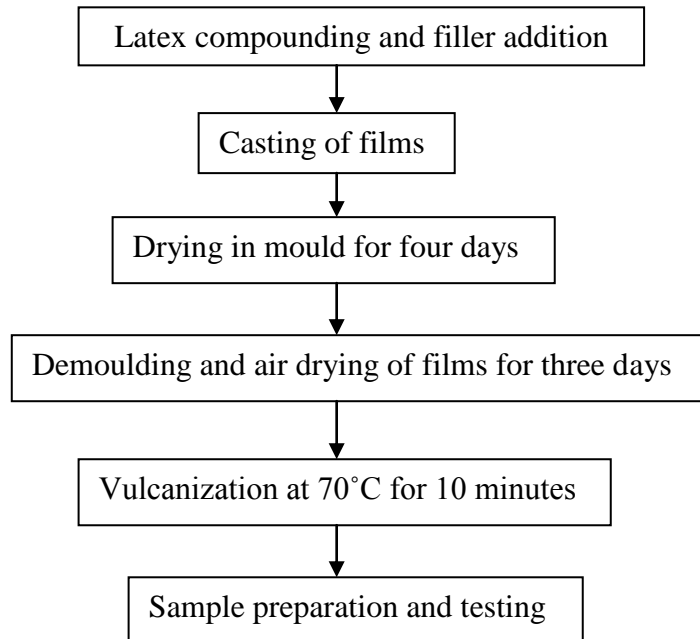 Latex compounding and filler addition
Casting of films
Drying in mould for four days
Demoulding and air drying of films for three days
Vulcanization at 70˚C for 10 minutes
Sample preparation and testing